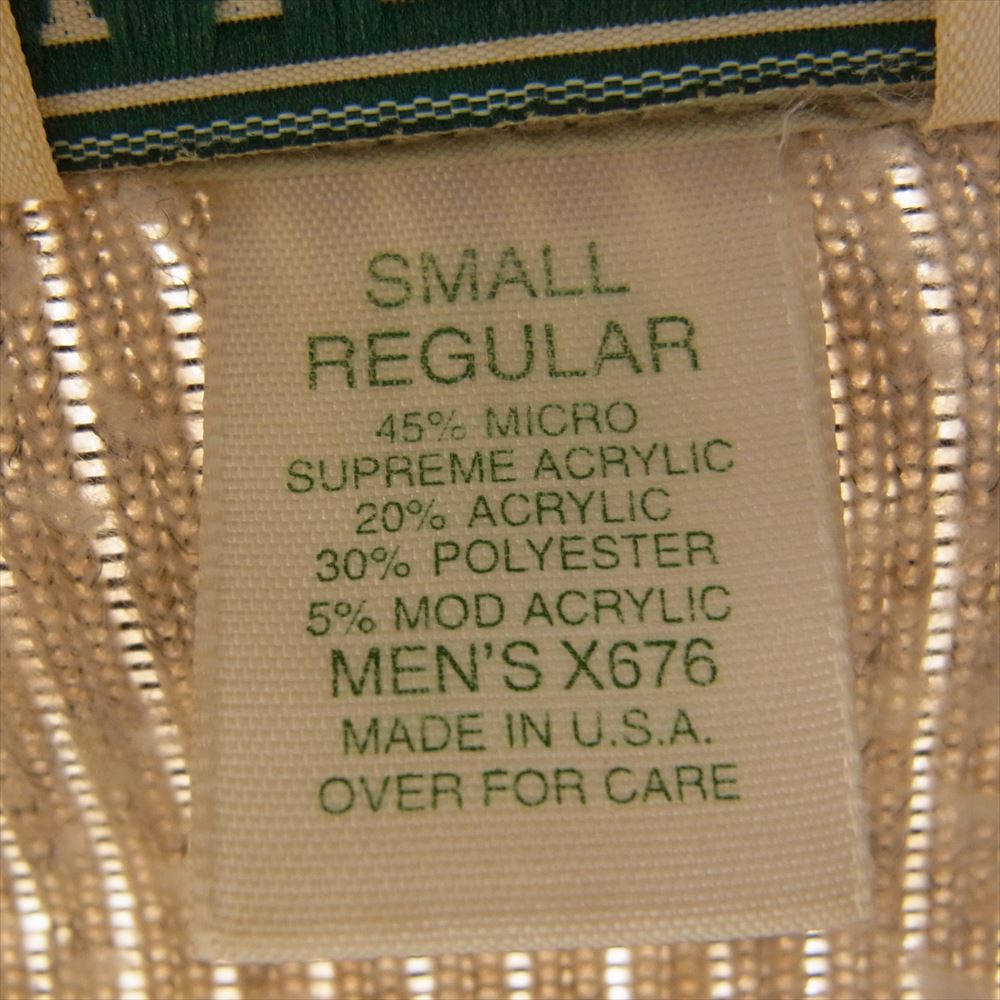 SMALL
REGULAR
45% MICRO
SUPREME ACRYLIC
20% ACRYLIC
30% POLYESTER
5% MOD ACRYLIC
MEN'S X676
MADE IN U.S.A.
OVER FOR CARE